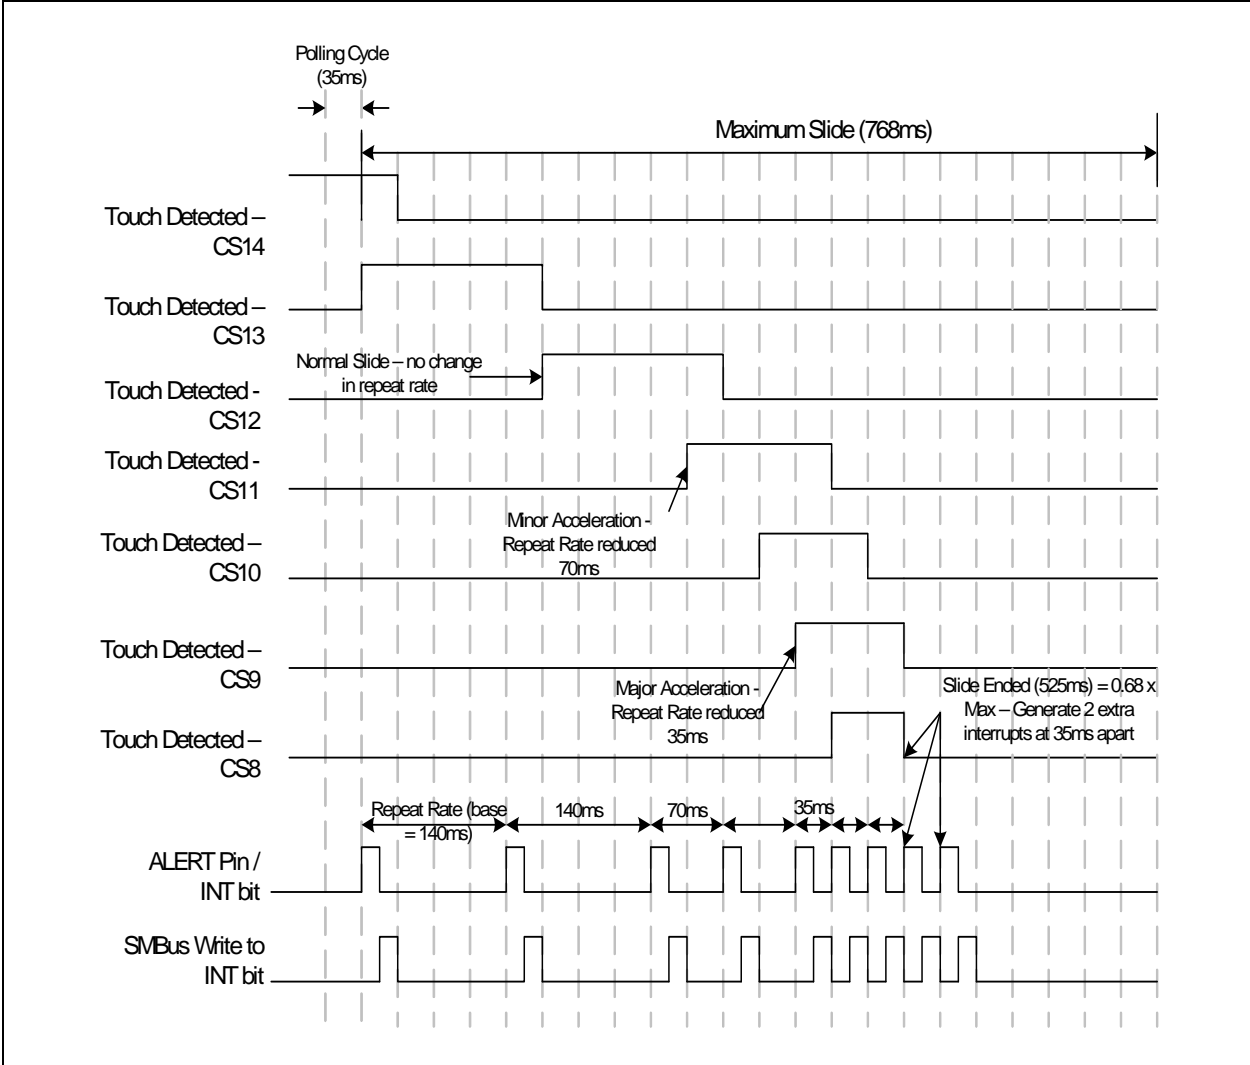 Polling Cycle
(35ms)
Maximum Slide (768ms)
Touch Detected –
CS14
Touch Detected –
CS13
Normal Slide – no change
in repeat rate
Touch Detected -
CS12
Touch Detected -
CS11
Minor Acceleration -
Repeat Rate reduced
70ms
Touch Detected –
CS10
Touch Detected –
CS9
Major Acceleration -
Repeat Rate reduced
35ms
Slide Ended (525ms) = 0.68 x
Max – Generate 2 extra
interrupts at 35ms apart
Touch Detected –
CS8
Repeat Rate (base
= 140ms)
140ms
70ms
35ms
ALERT Pin /
INT bit
SMBus Write to
INT bit